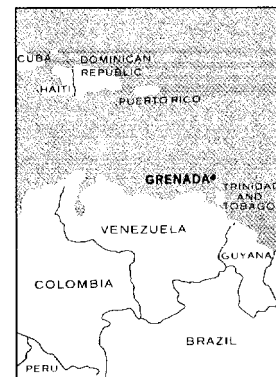 CUBA
DOMINICAN
REPUBLIC
HAITI
PUERTO RICO
GRENADA
TRINIDAD
AND
TOBAGO
VENEZUELA
GUYANA
COLOMBIA
BRAZIL
PERU